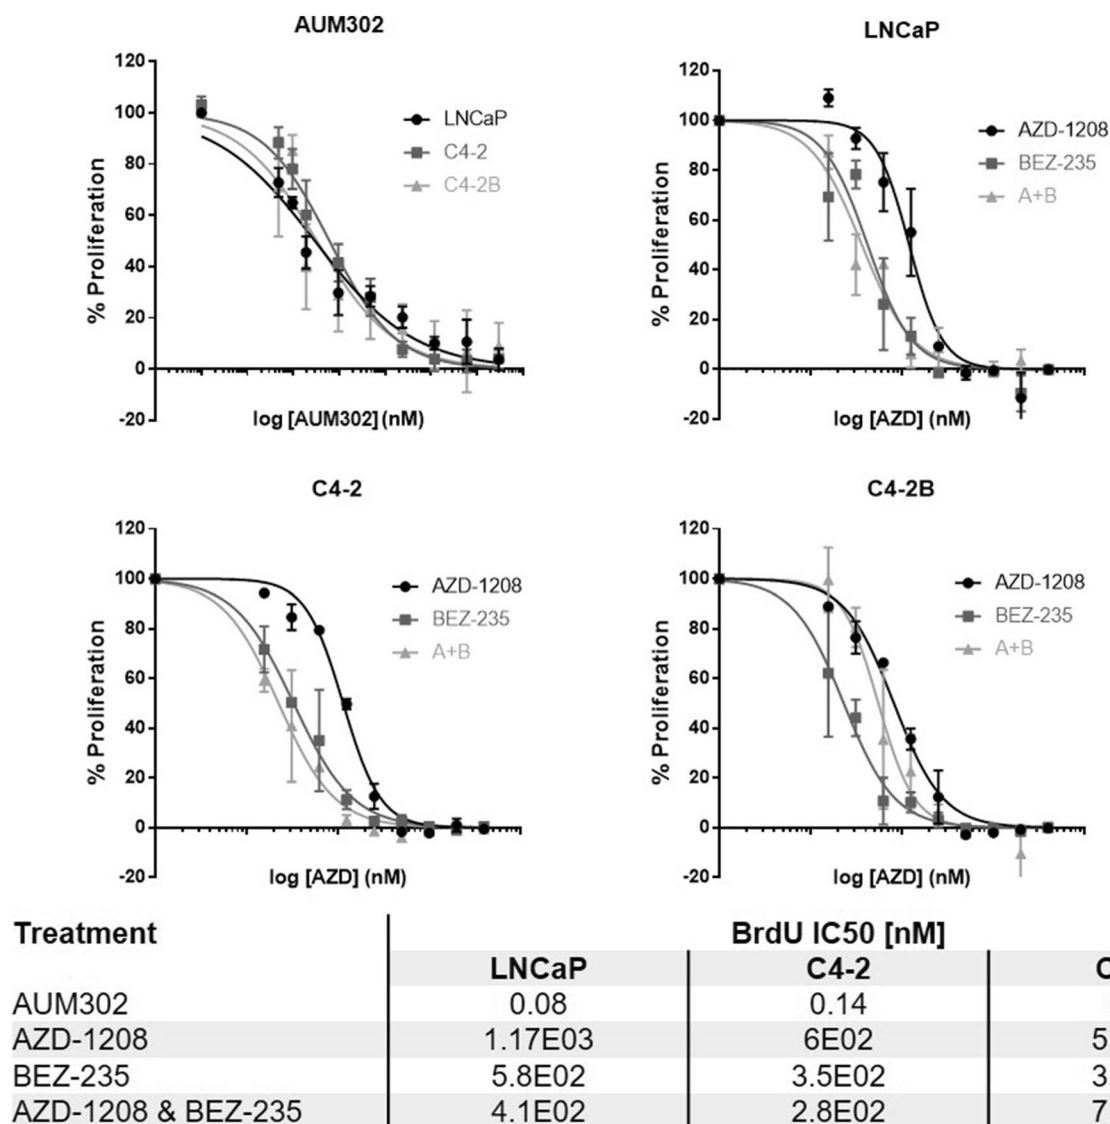 AUM302
120
100
80
60
40
20
0
-20
% Proliferation
log [AUM302] (nM)
LNCaP
C4-2
C4-2B
LNCaP
120
100
80
60
40
20
0
-20
% Proliferation
log [AZD] (nM)
AZD-1208
BEZ-235
A+B
C4-2
120
100
80
60
40
20
0
-20
% Proliferation
log [AZD] (nM)
AZD-1208
BEZ-235
A+B
C4-2B
120
100
80
60
40
20
0
-20
% Proliferation
log [AZD] (nM)
AZD-1208
BEZ-235
A+B
Treatment BrdU IC50 [nM]
LNCaP C4-2 C
AUM302 0.08 0.14
AZD-1208 1.17E03 6E02 5
BEZ-235 5.8E02 3.5E02 3
AZD-1208 & BEZ-235 4.1E02 2.8E02 7